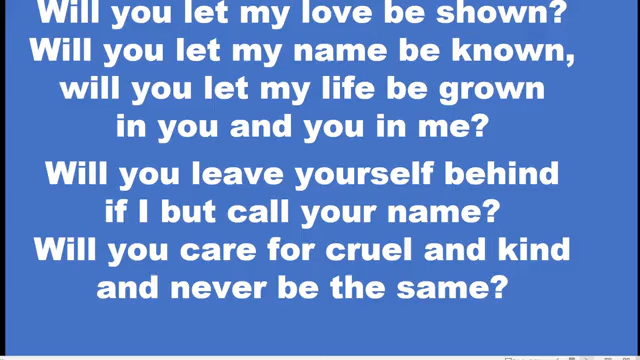 Will you let my love be shown?
Will you let my name be known,
will you let my life be grown
in you and you in me?
Will you leave yourself behind
if I but call your name?
Will you care for cruel and kind
and never be the same?